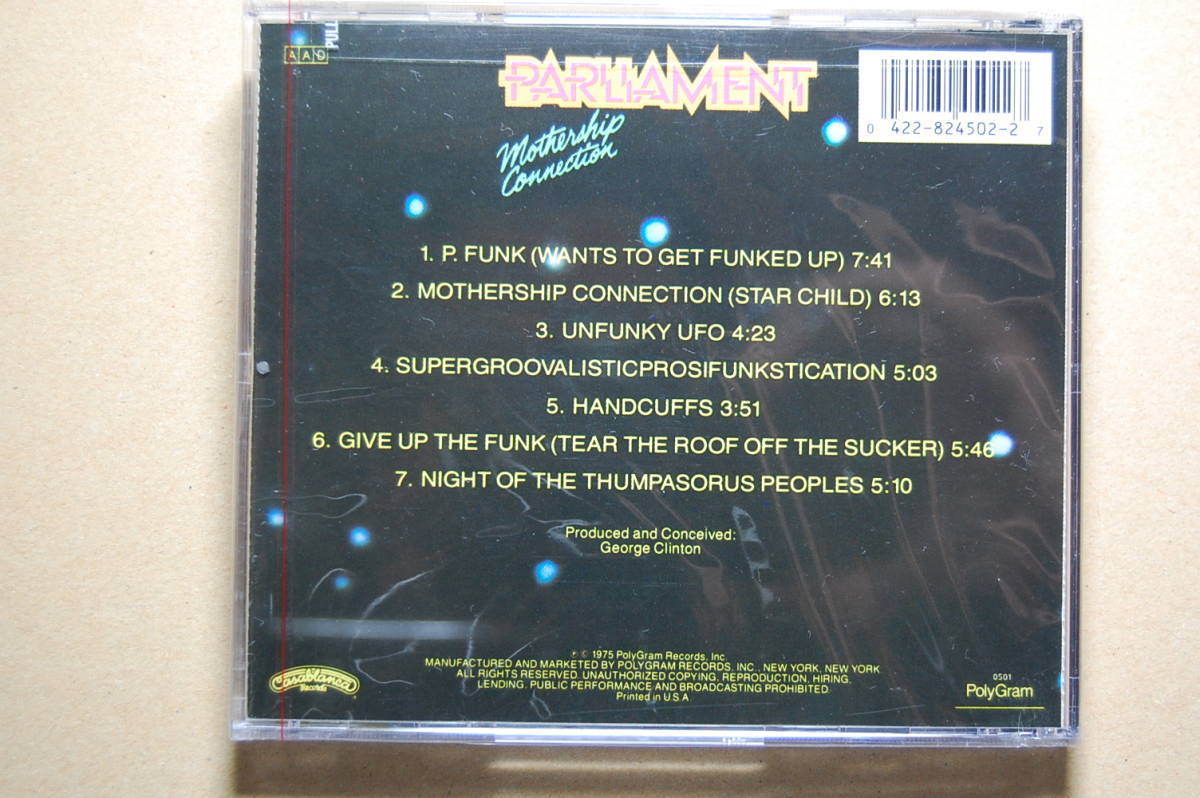 AAD
PULL
PARLIAMENT
Mothership
Connection
0 422-824502-2 7
1. P. FUNK (WANTS TO GET FUNKED UP) 7:41
2. MOTHERSHIP CONNECTION (STAR CHILD) 6:13
3. UNFUNKY UFO 4:23
4. SUPERGROOVALISTICPROSIFUNKSTICATION 5:03
5. HANDCUFFS 3:51
6. GIVE UP THE FUNK (TEAR THE ROOF OFF THE SUCKER) 5:46
7. NIGHT OF THE THUMPASORUS PEOPLES 5:10
Produced and Conceived:
George Clinton
℗ © 1975 PolyGram Records, Inc.
MANUFACTURED AND MARKETED BY POLYGRAM RECORDS, INC., NEW YORK, NEW YORK
ALL RIGHTS RESERVED. UNAUTHORIZED COPYING, REPRODUCTION, HIRING,
LENDING, PUBLIC PERFORMANCE AND BROADCASTING PROHIBITED.
Printed in U.S.A.
Casablanca
Records
0501
PolyGram